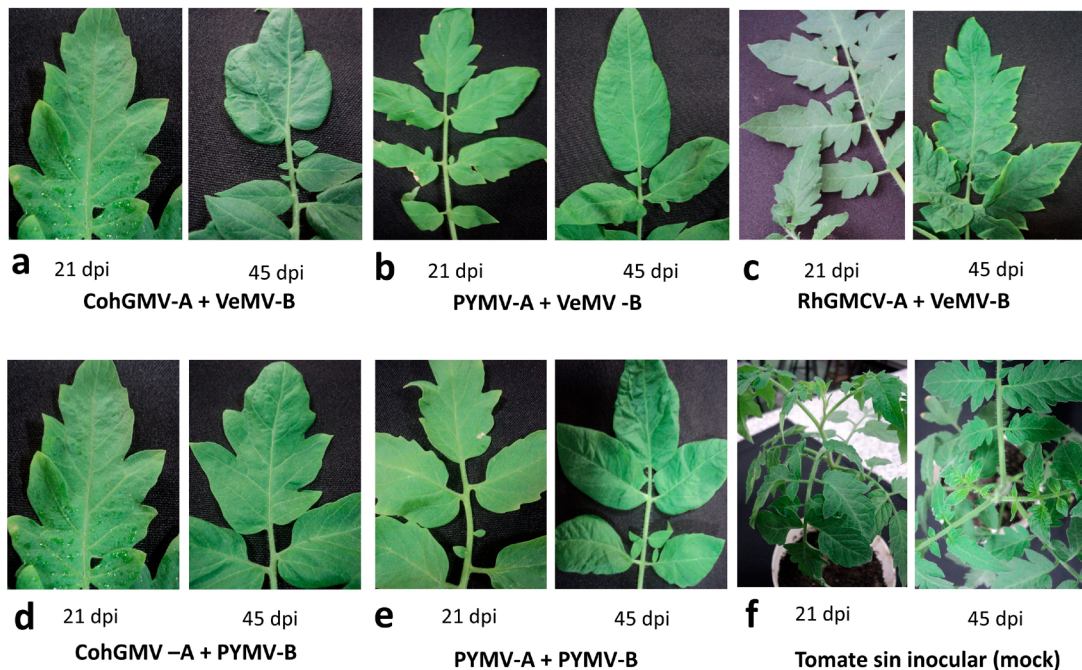 a 21 dpi 45 dpi
CohGMV-A + VeMV-B
b 21 dpi 45 dpi
PYMV-A + VeMV -B
c 21 dpi 45 dpi
RhGMCV-A + VeMV-B
d 21 dpi 45 dpi
CohGMV –A + PYMV-B
e 21 dpi 45 dpi
PYMV-A + PYMV-B
f 21 dpi 45 dpi
Tomate sin inocular (mock)